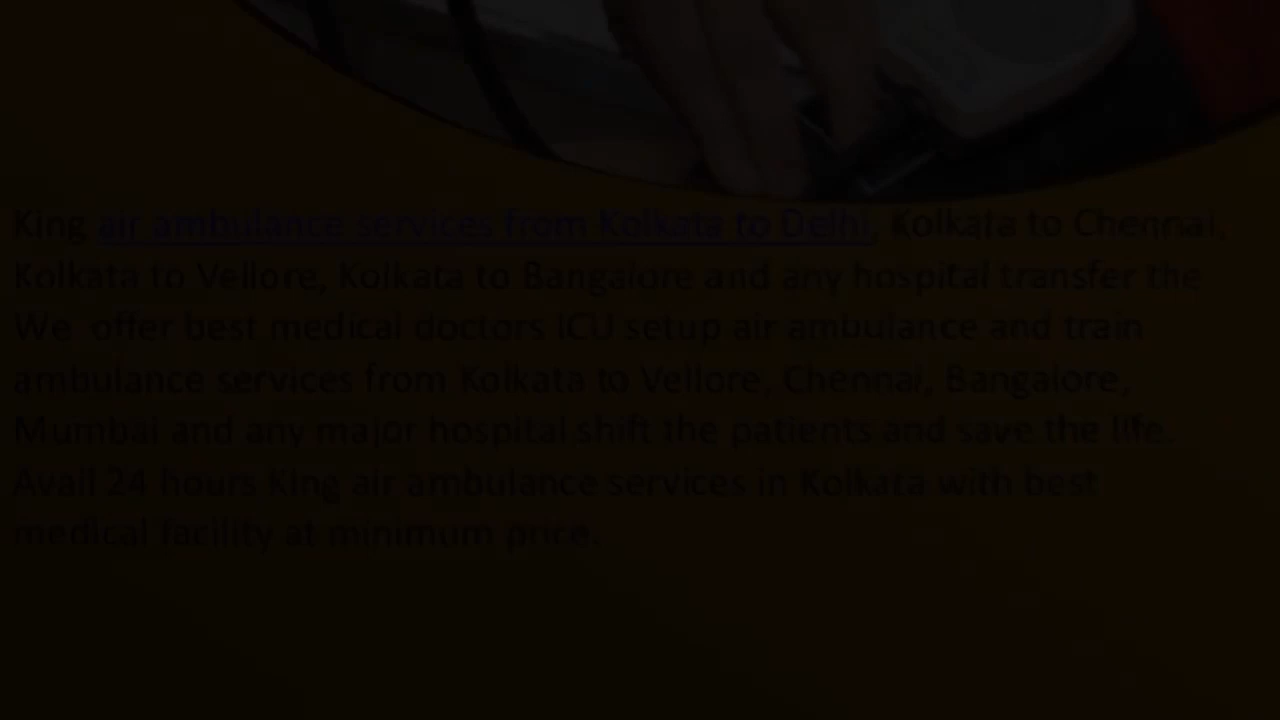 King air ambulance services from Kolkata to Delhi, Kolkata to Chennai,
Kolkata to Vellore, Kolkata to Bangalore and any hospital transfer the
We offer best medical doctors ICU setup air ambulance and train
ambulance services from Kolkata to Vellore, Chennai, Bangalore,
Mumbai and any major hospital shift the patients and save the life.
Avail 24 hours King air ambulance services in Kolkata with best
medical facility at minimum price.